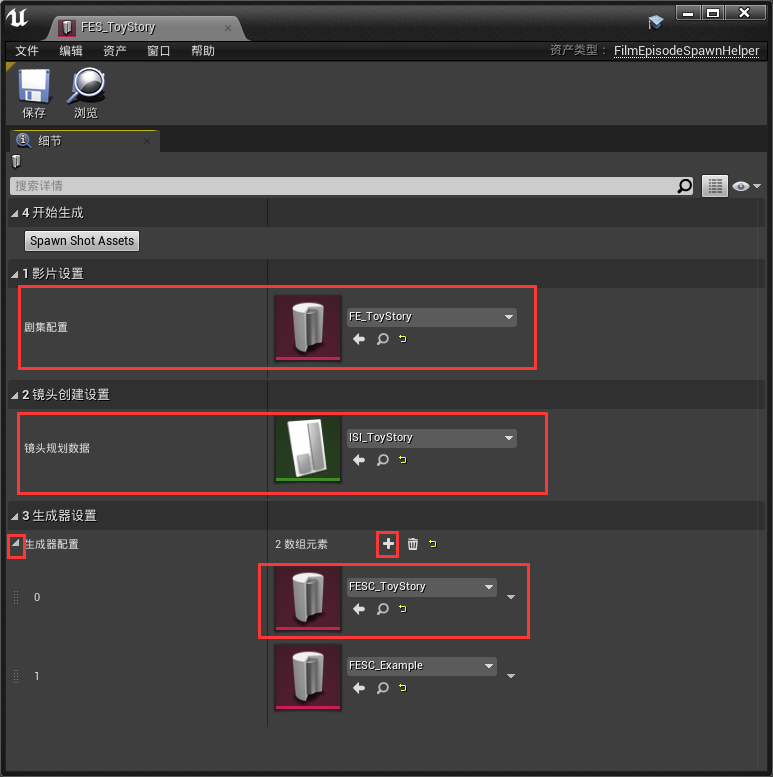 FES_ToyStory
文件 编辑 资产 窗口 帮助 资产类型： FilmEpisodeSpawnHelper
保存 浏览
细节
搜索详情
4 开始生成
Spawn Shot Assets
1 影片设置
剧集配置 FE_ToyStory
2 镜头创建设置
镜头规划数据 ISI_ToyStory
3 生成器设置
生成器配置 2 数组元素
0 FESC_ToyStory
1 FESC_Example